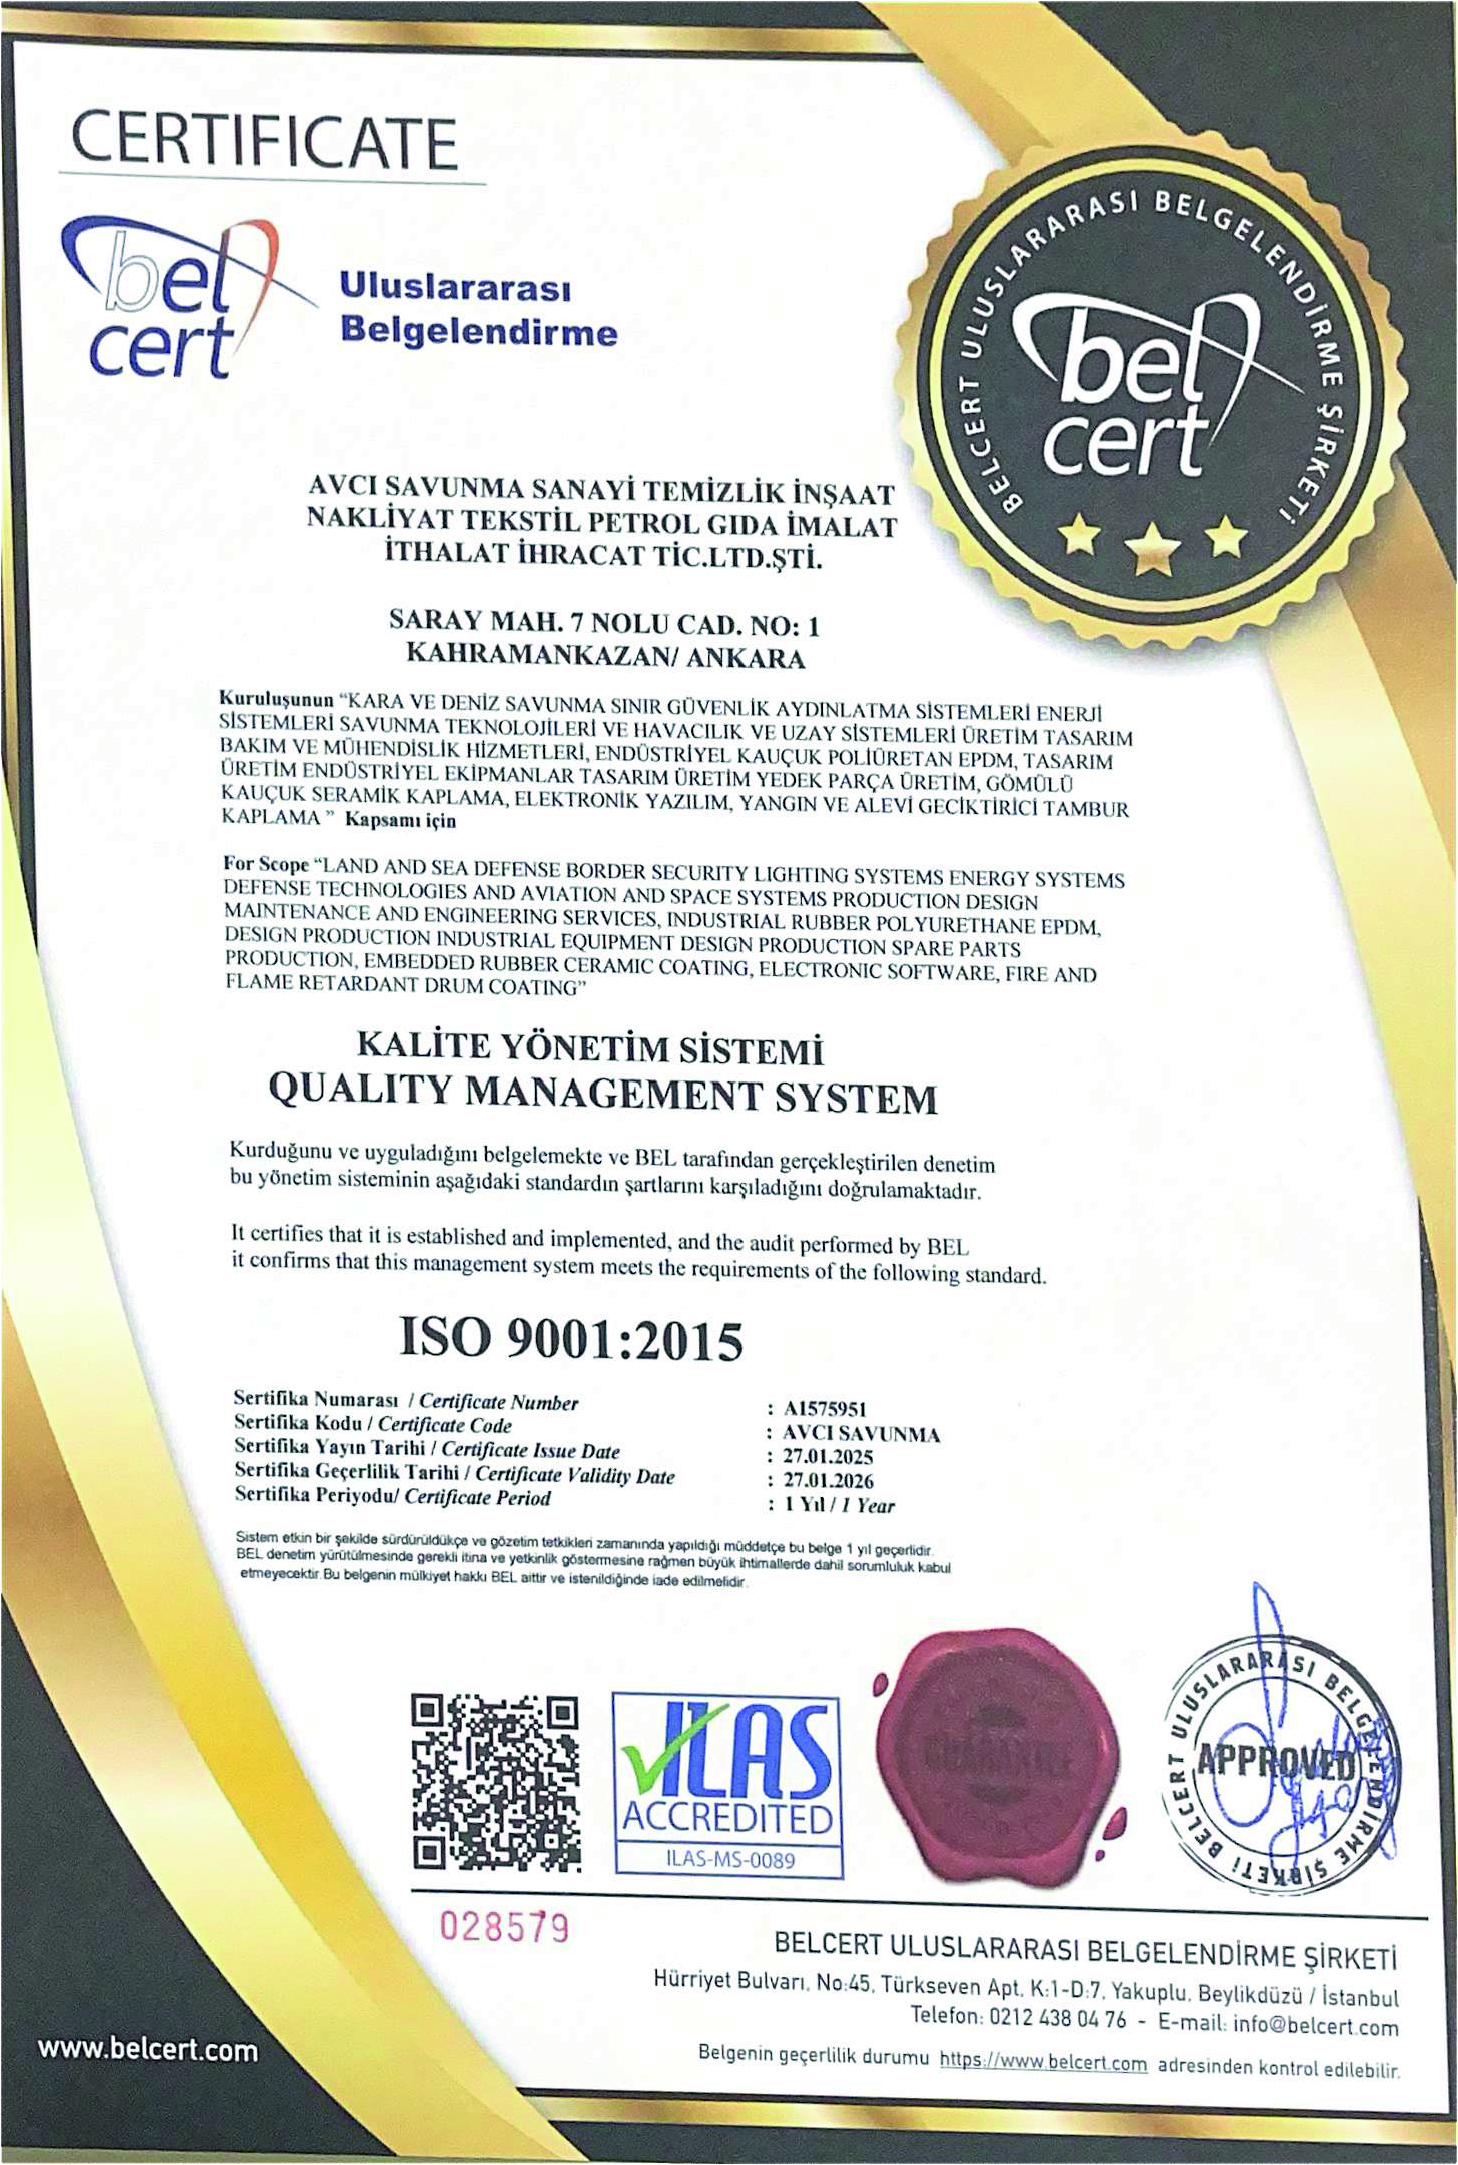 CERTIFICATE
bel
cert
Uluslararası
Belgelendirme
BELCERT ULUSLARARASI BELGELENDİRME ŞİRKETİ
bel
cert
AVCI SAVUNMA SANAYİ TEMİZLİK İNŞAAT
NAKLİYAT TEKSTİL PETROL GIDA İMALAT
İTHALAT İHRACAT TİC.LTD.ŞTİ.
SARAY MAH. 7 NOLU CAD. NO: 1
KAHRAMANKAZAN/ ANKARA
Kuruluşunun “KARA VE DENİZ SAVUNMA SINIR GÜVENLİK AYDINLATMA SİSTEMLERİ ENERJİ
SİSTEMLERİ SAVUNMA TEKNOLOJİLERİ VE HAVACILIK VE UZAY SİSTEMLERİ ÜRETİM TASARIM
BAKIM VE MÜHENDİSLİK HİZMETLERİ, ENDÜSTRİYEL KAUÇUK POLİÜRETAN EPDM, TASARIM
ÜRETİM ENDÜSTRİYEL EKİPMANLAR TASARIM ÜRETİM YEDEK PARÇA ÜRETİM, GÖMÜLÜ
KAUÇUK SERAMİK KAPLAMA, ELEKTRONİK YAZILIM, YANGIN VE ALEVİ GECİKTİRİCİ TAMBUR
KAPLAMA ” Kapsamı için
For Scope “LAND AND SEA DEFENSE BORDER SECURITY LIGHTING SYSTEMS ENERGY SYSTEMS
DEFENSE TECHNOLOGIES AND AVIATION AND SPACE SYSTEMS PRODUCTION DESIGN
MAINTENANCE AND ENGINEERING SERVICES, INDUSTRIAL RUBBER POLYURETHANE EPDM,
DESIGN PRODUCTION INDUSTRIAL EQUIPMENT DESIGN PRODUCTION SPARE PARTS
PRODUCTION, EMBEDDED RUBBER CERAMIC COATING, ELECTRONIC SOFTWARE, FIRE AND
FLAME RETARDANT DRUM COATING”
KALİTE YÖNETİM SİSTEMİ
QUALITY MANAGEMENT SYSTEM
Kurduğunu ve uyguladığını belgelemekte ve BEL tarafından gerçekleştirilen denetim
bu yönetim sisteminin aşağıdaki standardın şartlarını karşıladığını doğrulamaktadır.
It certifies that it is established and implemented, and the audit performed by BEL
it confirms that this management system meets the requirements of the following standard.
ISO 9001:2015
Sertifika Numarası / Certificate Number : A1575951
Sertifika Kodu / Certificate Code : AVCI SAVUNMA
Sertifika Yayın Tarihi / Certificate Issue Date : 27.01.2025
Sertifika Geçerlilik Tarihi / Certificate Validity Date : 27.01.2026
Sertifika Periyodu/ Certificate Period : 1 Yıl / 1 Year
Sistem etkin bir şekilde sürdürüldükçe ve gözetim tetkikleri zamanında yapıldığı müddetçe bu belge 1 yıl geçerlidir.
BEL denetim yürütülmesinde gerekli itina ve yetkinlik göstermesine rağmen büyük ihtimallerde dahil sorumluluk kabul
etmeyecektir.Bu belgenin mülkiyet hakkı BEL aittir ve istenildiğinde iade edilmelidir.
ILAS
ACCREDITED
ILAS-MS-0089
BELCERT ULUSLARARASI BELGELENDİRME ŞİRKETİ
APPROVED
028579
BELCERT ULUSLARARASI BELGELENDİRME ŞİRKETİ
Hürriyet Bulvarı, No:45, Türkseven Apt. K:1-D:7, Yakuplu, Beylikdüzü / İstanbul
Telefon: 0212 438 04 76 - E-mail: info@belcert.com
Belgenin geçerlilik durumu https://www.belcert.com adresinden kontrol edilebilir.
www.belcert.com